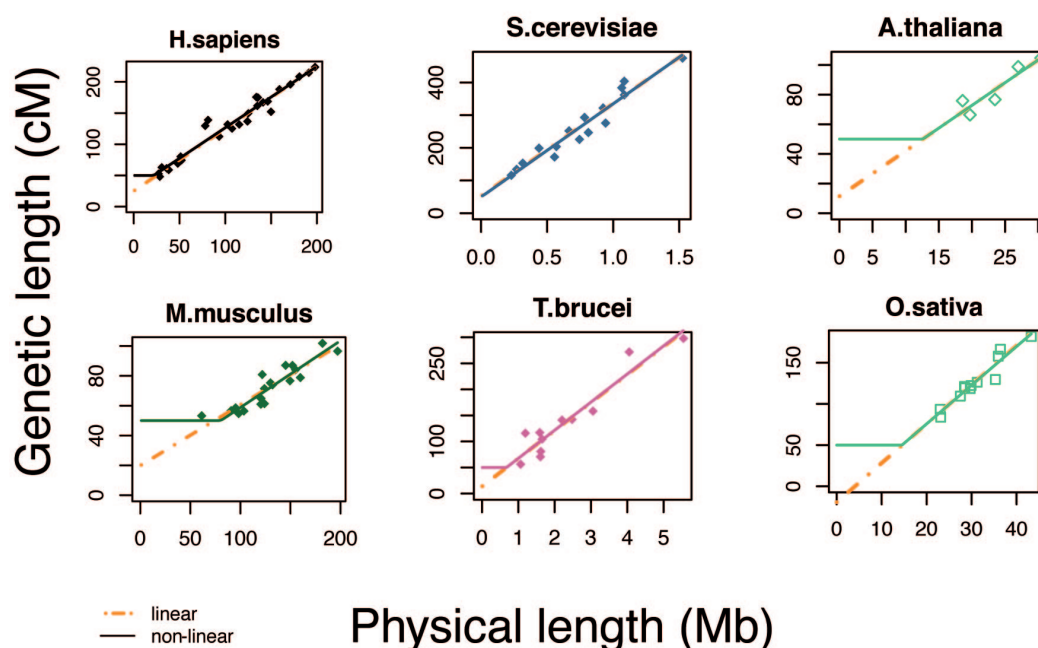 Genetic length (cM)
H.sapiens
200
100
0
0 50 100 200
S.cerevisiae
400
200
0
0.0 0.5 1.0 1.5
A.thaliana
80
40
0
0 5 15 25
M.musculus
80
40
0
0 50 100 200
T.brucei
250
100
0
0 1 2 3 4 5
O.sativa
150
50
0
0 10 20 30 40
linear
non-linear
Physical length (Mb)